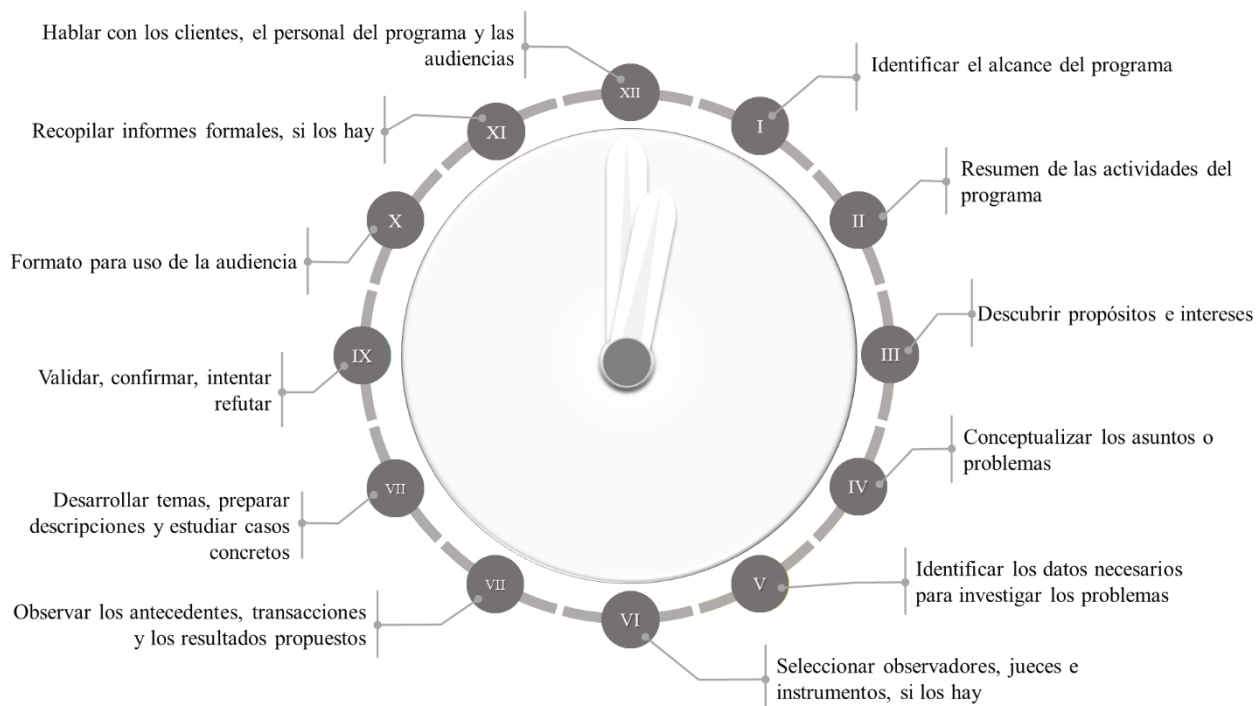 Hablar con los clientes, el personal del programa y las
audiencias
XII
I
Identificar el alcance del programa
II
Resumen de las actividades del
programa
III
Descubrir propósitos e intereses
IV
Conceptualizar los asuntos o
problemas
V
Identificar los datos necesarios
para investigar los problemas
VI
Seleccionar observadores, jueces e
instrumentos, si los hay
VII
Observar los antecedentes, transacciones
y los resultados propuestos
VII
Desarrollar temas, preparar
descripciones y estudiar casos
concretos
IX
Validar, confirmar, intentar
refutar
X
Formato para uso de la audiencia
XI
Recopilar informes formales, si los hay